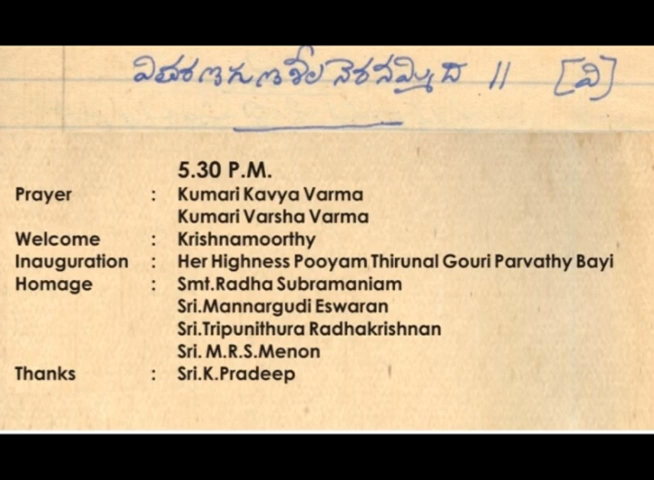 5.30 P.M.
Prayer : Kumari Kavya Varma
Kumari Varsha Varma
Welcome : Krishnamoorthy
Inauguration : Her Highness Pooyam Thirunal Gouri Parvathy Bayi
Homage : Smt.Radha Subramaniam
Sri.Mannargudi Eswaran
Sri.Tripunithura Radhakrishnan
Sri. M.R.S.Menon
Thanks : Sri.K.Pradeep